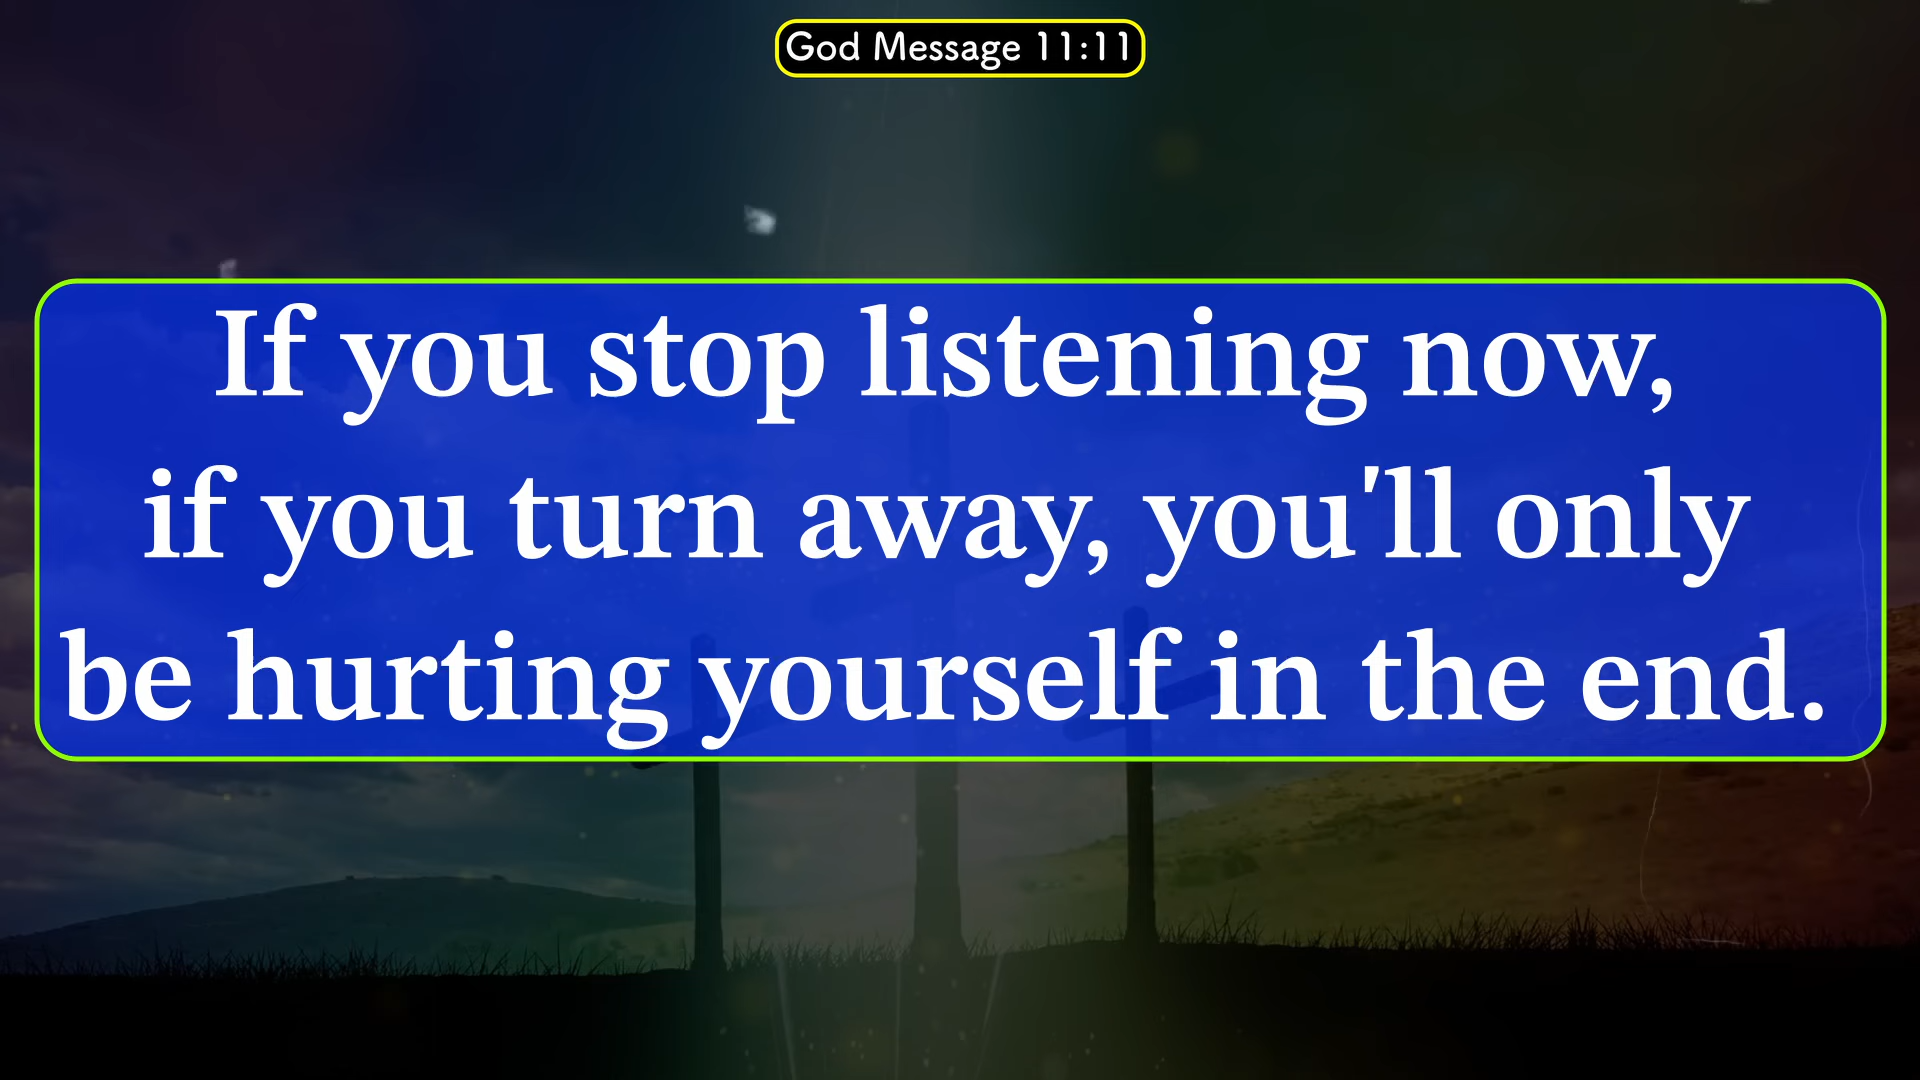 God Message 11:11
If you stop listening now,
if you turn away, you'll only
be hurting yourself in the end.